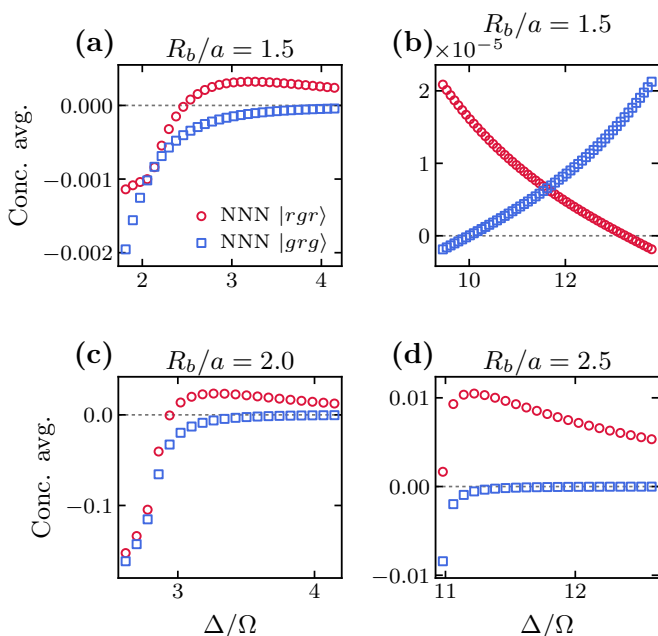 (a) R_b/a = 1.5
Conc. avg.
0.000
−0.001
−0.002
NNN |rgr⟩
NNN |grg⟩
2 3 4
(b) R_b/a = 1.5
×10^−5
2
1
0
10 12
(c) R_b/a = 2.0
Conc. avg.
0.0
−0.1
3 4
Δ/Ω
(d) R_b/a = 2.5
0.01
0.00
−0.01
11 12
Δ/Ω